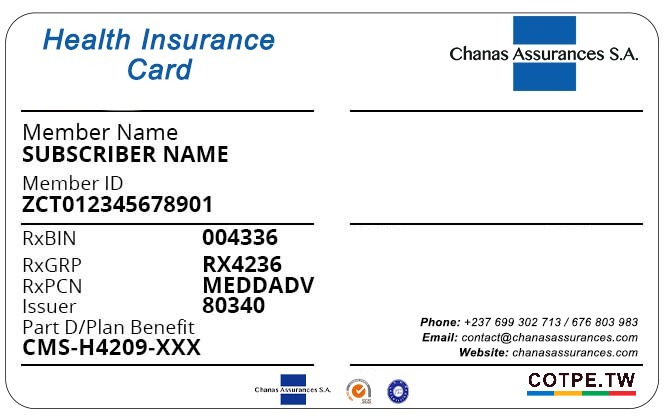 Health Insurance
Card
Chanas Assurances S.A.
Member Name
SUBSCRIBER NAME
Member ID
ZCT012345678901
RxBIN 004336
RxGRP RX4236
RxPCN MEDDADV
Issuer 80340
Part D/Plan Benefit
CMS-H4209-XXX
Phone: +237 699 302 713 / 676 803 983
Email: contact@chanasassurances.com
Website: chanasassurances.com
Chanas Assurances S.A.
SGS
COTPE.TW